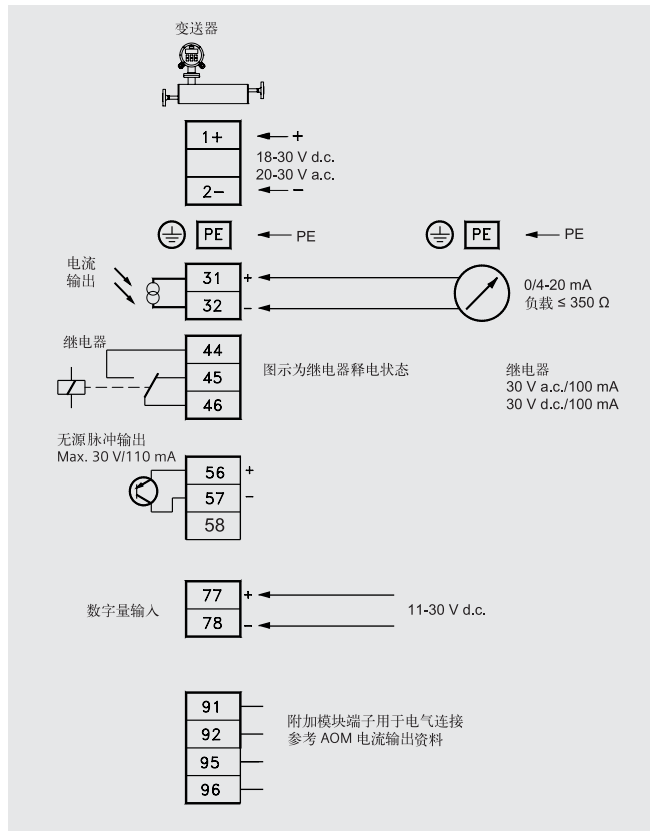 变送器
1+
+
18-30 V d.c.
20-30 V a.c.
2−
−
PE
PE
PE
PE
电流
输出
31
+
32
−
0/4-20 mA
负载 ≤ 350 Ω
继电器
44
45
46
图示为继电器释电状态
继电器
30 V a.c./100 mA
30 V d.c./100 mA
无源脉冲输出
Max. 30 V/110 mA
56
+
57
−
58
数字量输入
77
+
78
−
11-30 V d.c.
91
92
95
96
附加模块端子用于电气连接
参考 AOM 电流输出资料